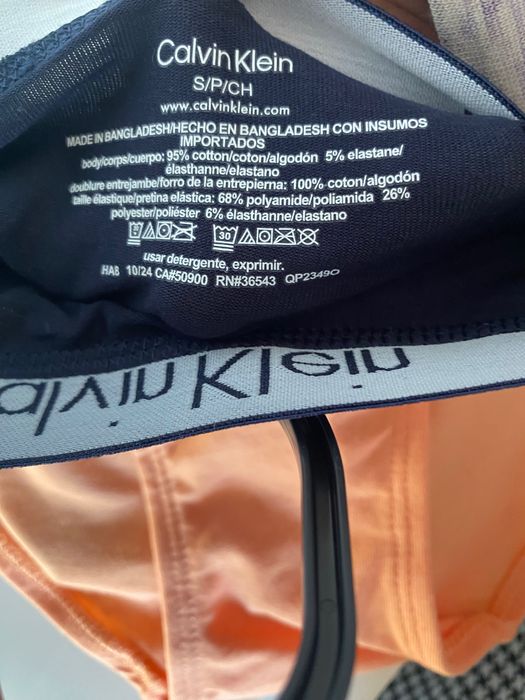 Calvin Klein
S/P/CH
www.calvinklein.com
MADE IN BANGLADESH/HECHO EN BANGLADESH CON INSUMOS
IMPORTADOS
body/corps/cuerpo: 95% cotton/coton/algodón 5% elastane/
élasthanne/elastano
doublure entrejambe/forro de la entrepierna: 100% coton/algodón
taille élastique/pretina elástica: 68% polyamide/poliamida 26%
polyester/poliéster 6% élasthanne/elastano
30
usar detergente, exprimir.
HA8 10/24 CA#50900 RN#36543 QP2349O
alvin Klein